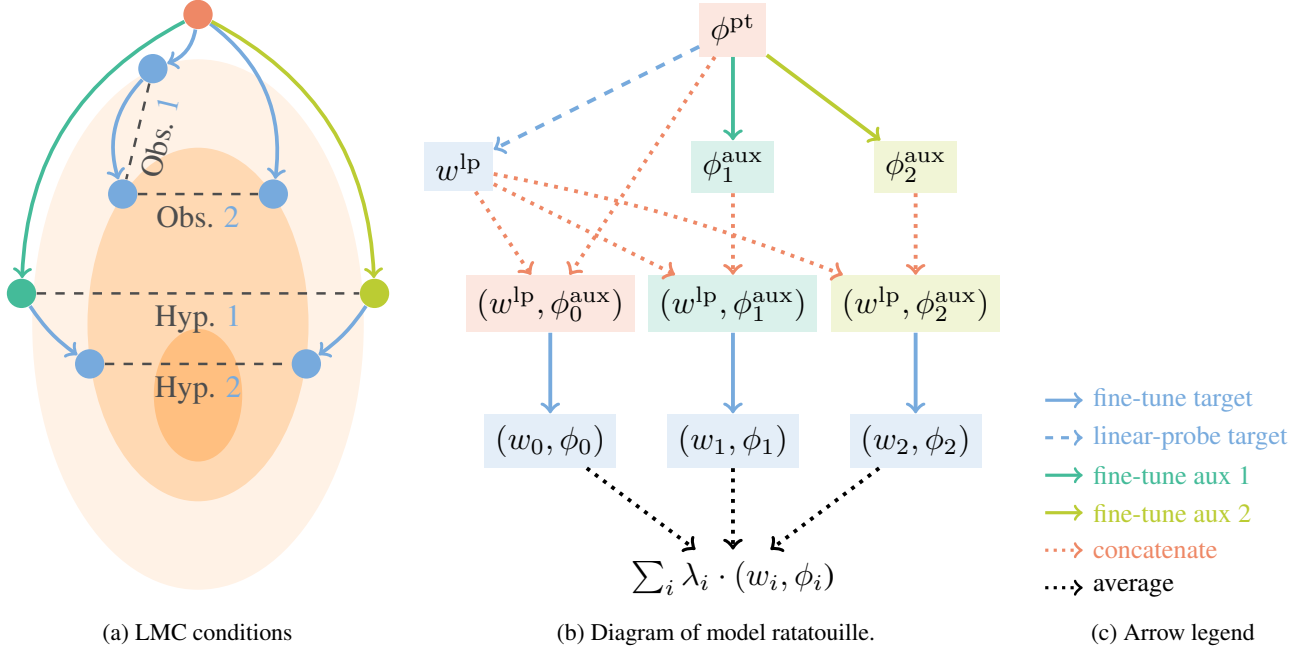 Obs. 1
Obs. 2
Hyp. 1
Hyp. 2
(a) LMC conditions
ϕ^pt
w^lp
ϕ_1^aux
ϕ_2^aux
(w^lp, ϕ_0^aux)
(w^lp, ϕ_1^aux)
(w^lp, ϕ_2^aux)
(w_0, ϕ_0)
(w_1, ϕ_1)
(w_2, ϕ_2)
∑_i λ_i · (w_i, ϕ_i)
(b) Diagram of model ratatouille.
fine-tune target
linear-probe target
fine-tune aux 1
fine-tune aux 2
concatenate
average
(c) Arrow legend